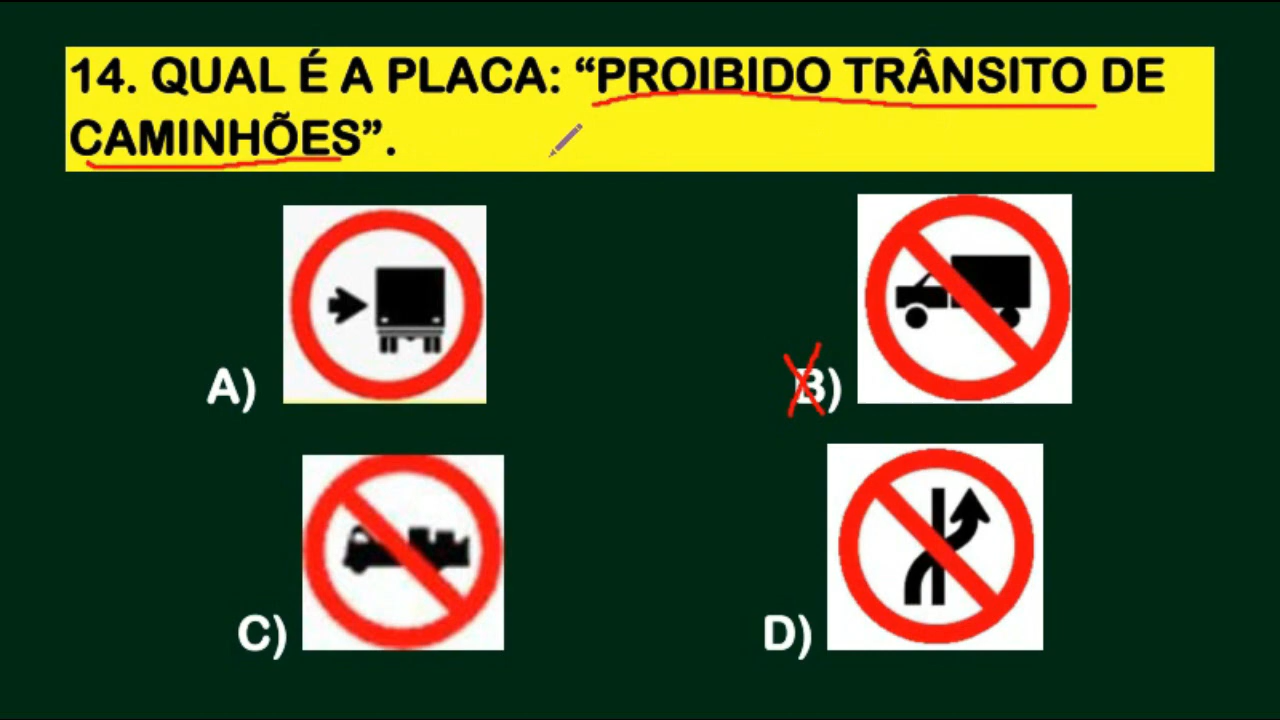 14. QUAL É A PLACA: “PROIBIDO TRÂNSITO DE
CAMINHÕES”.
A)
B)
C)
D)